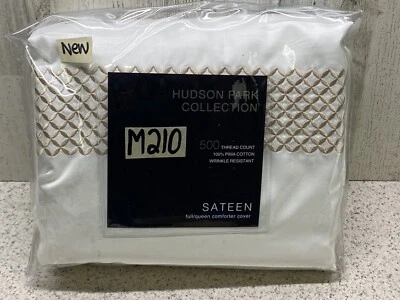 New
HUDSON PARK
COLLECTION
M210
500 THREAD COUNT
100% PIMA COTTON
WRINKLE RESISTANT
SATEEN
full/queen comforter cover